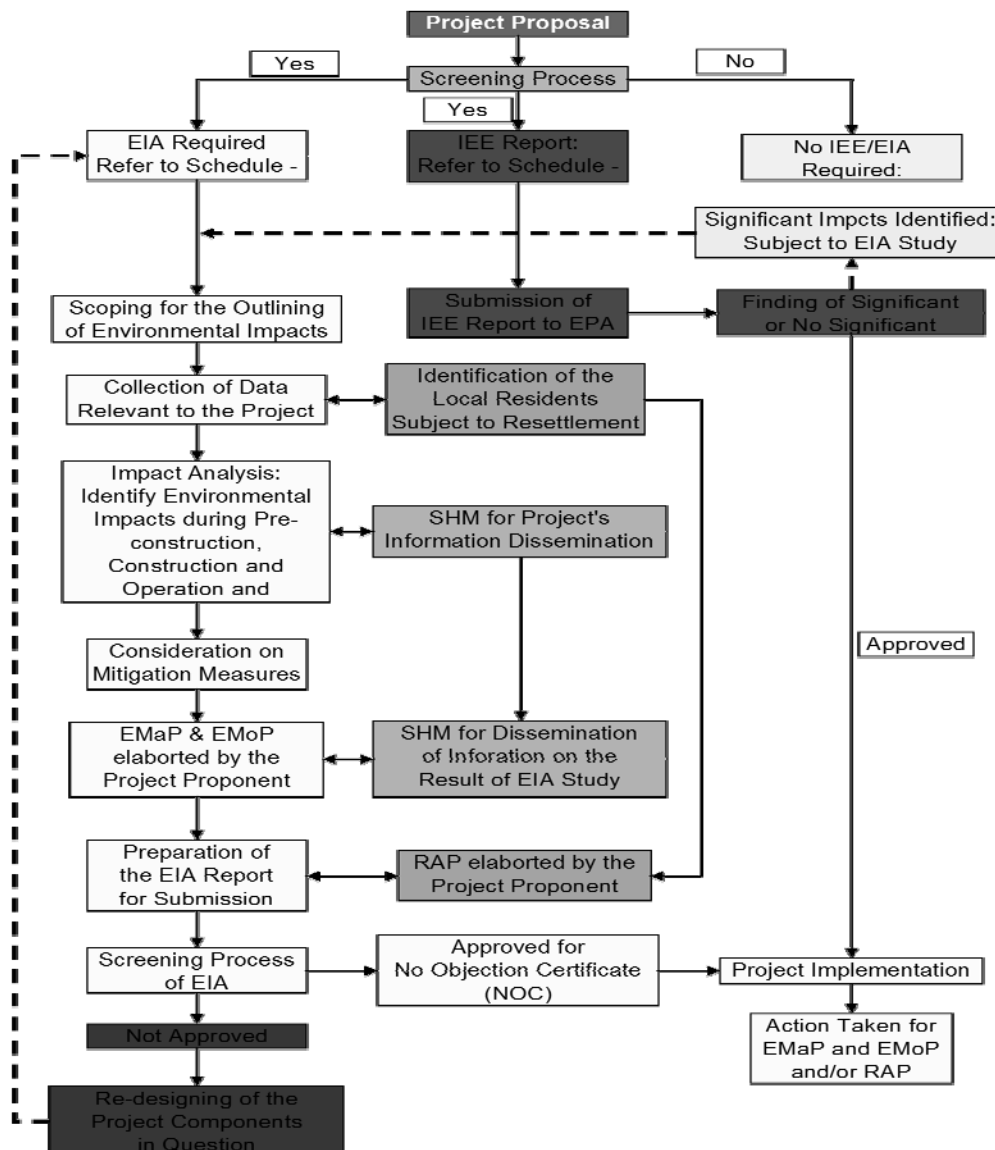 Project Proposal
Yes
Screening Process
No
Yes
EIA Required
Refer to Schedule -
IEE Report:
Refer to Schedule -
No IEE/EIA
Required:
Significant Impcts Identified:
Subject to EIA Study
Scoping for the Outlining
of Environmental Impacts
Submission of
IEE Report to EPA
Finding of Significant
or No Significant
Collection of Data
Relevant to the Project
Identification of the
Local Residents
Subject to Resettlement
Impact Analysis:
Identify Environmental
Impacts during Pre-
construction,
Construction and
Operation and
SHM for Project's
Information Dissemination
Approved
Consideration on
Mitigation Measures
EMaP & EMoP
elaborted by the
Project Proponent
SHM for Dissemination
of Inforation on the
Result of EIA Study
Preparation of
the EIA Report
for Submission
RAP elaborted by the
Project Proponent
Screening Process
of EIA
Approved for
No Objection Certificate
(NOC)
Project Implementation
Not Approved
Action Taken for
EMaP and EMoP
and/or RAP
Re-designing of the
Project Components
in Question